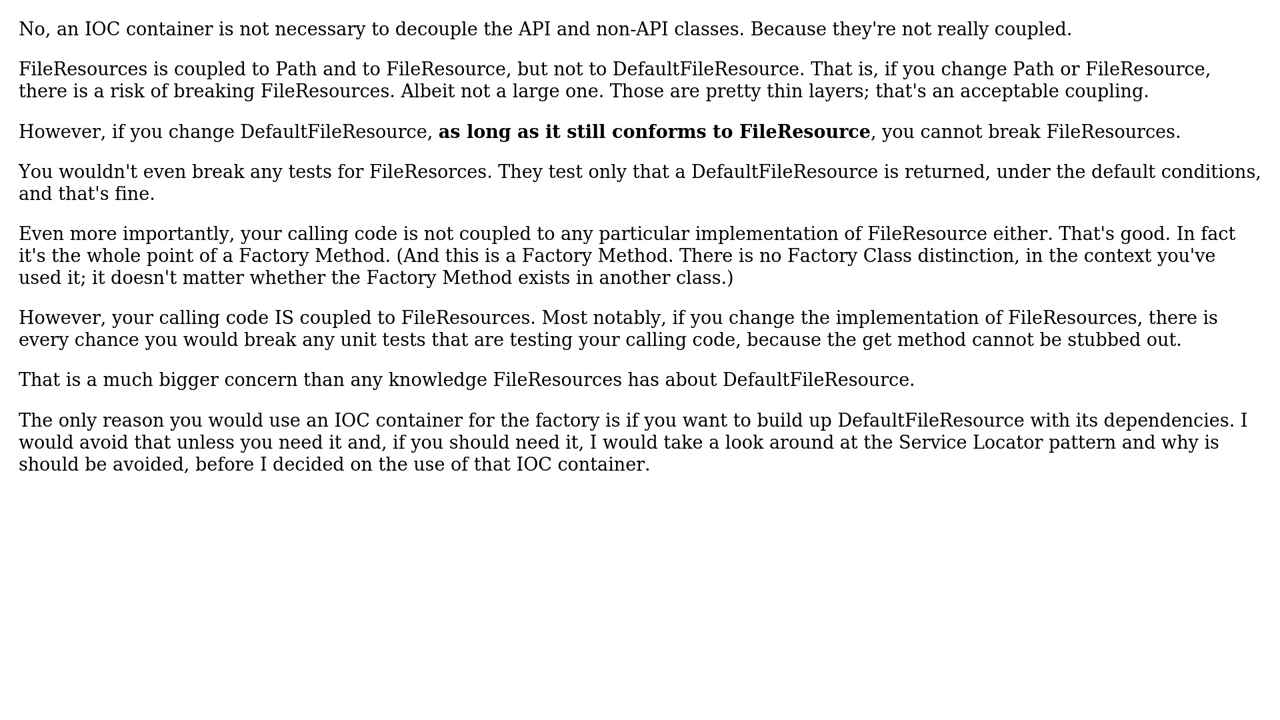 No, an IOC container is not necessary to decouple the API and non-API classes. Because they're not really coupled.
FileResources is coupled to Path and to FileResource, but not to DefaultFileResource. That is, if you change Path or FileResource,
there is a risk of breaking FileResources. Albeit not a large one. Those are pretty thin layers; that's an acceptable coupling.
However, if you change DefaultFileResource, as long as it still conforms to FileResource, you cannot break FileResources.
You wouldn't even break any tests for FileResorces. They test only that a DefaultFileResource is returned, under the default conditions,
and that's fine.
Even more importantly, your calling code is not coupled to any particular implementation of FileResource either. That's good. In fact
it's the whole point of a Factory Method. (And this is a Factory Method. There is no Factory Class distinction, in the context you've
used it; it doesn't matter whether the Factory Method exists in another class.)
However, your calling code IS coupled to FileResources. Most notably, if you change the implementation of FileResources, there is
every chance you would break any unit tests that are testing your calling code, because the get method cannot be stubbed out.
That is a much bigger concern than any knowledge FileResources has about DefaultFileResource.
The only reason you would use an IOC container for the factory is if you want to build up DefaultFileResource with its dependencies. I
would avoid that unless you need it and, if you should need it, I would take a look around at the Service Locator pattern and why is
should be avoided, before I decided on the use of that IOC container.